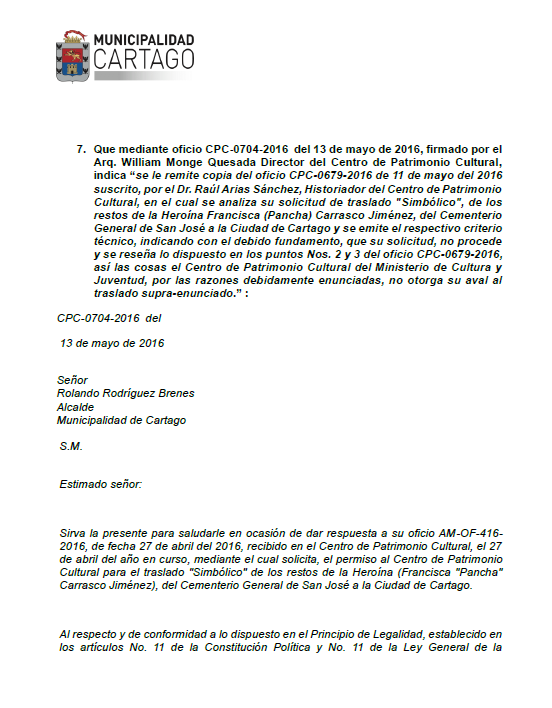 MUNICIPALIDAD
CARTAGO
7. Que mediante oficio CPC-0704-2016 del 13 de mayo de 2016, firmado por el
Arq. William Monge Quesada Director del Centro de Patrimonio Cultural,
indica “se le remite copia del oficio CPC-0679-2016 de 11 de mayo del 2016
suscrito, por el Dr. Raúl Arias Sánchez, Historiador del Centro de Patrimonio
Cultural, en el cual se analiza su solicitud de traslado "Simbólico", de los
restos de la Heroína Francisca (Pancha) Carrasco Jiménez, del Cementerio
General de San José a la Ciudad de Cartago y se emite el respectivo criterio
técnico, indicando con el debido fundamento, que su solicitud, no procede
y se reseña lo dispuesto en los puntos Nos. 2 y 3 del oficio CPC-0679-2016,
así las cosas el Centro de Patrimonio Cultural del Ministerio de Cultura y
Juventud, por las razones debidamente enunciadas, no otorga su aval al
traslado supra-enunciado.” :
CPC-0704-2016 del
13 de mayo de 2016
Señor
Rolando Rodríguez Brenes
Alcalde
Municipalidad de Cartago
S.M.
Estimado señor:
Sirva la presente para saludarle en ocasión de dar respuesta a su oficio AM-OF-416-
2016, de fecha 27 de abril del 2016, recibido en el Centro de Patrimonio Cultural, el 27
de abril del año en curso, mediante el cual solicita, el permiso al Centro de Patrimonio
Cultural para el traslado "Simbólico" de los restos de la Heroína (Francisca "Pancha"
Carrasco Jiménez), del Cementerio General de San José a la Ciudad de Cartago.
Al respecto y de conformidad a lo dispuesto en el Principio de Legalidad, establecido en
los artículos No. 11 de la Constitución Política y No. 11 de la Ley General de la